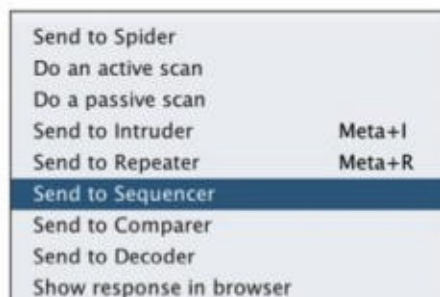 Send to Spider
Do an active scan
Do a passive scan
Send to Intruder Meta+I
Send to Repeater Meta+R
Send to Sequencer
Send to Comparer
Send to Decoder
Show response in browser